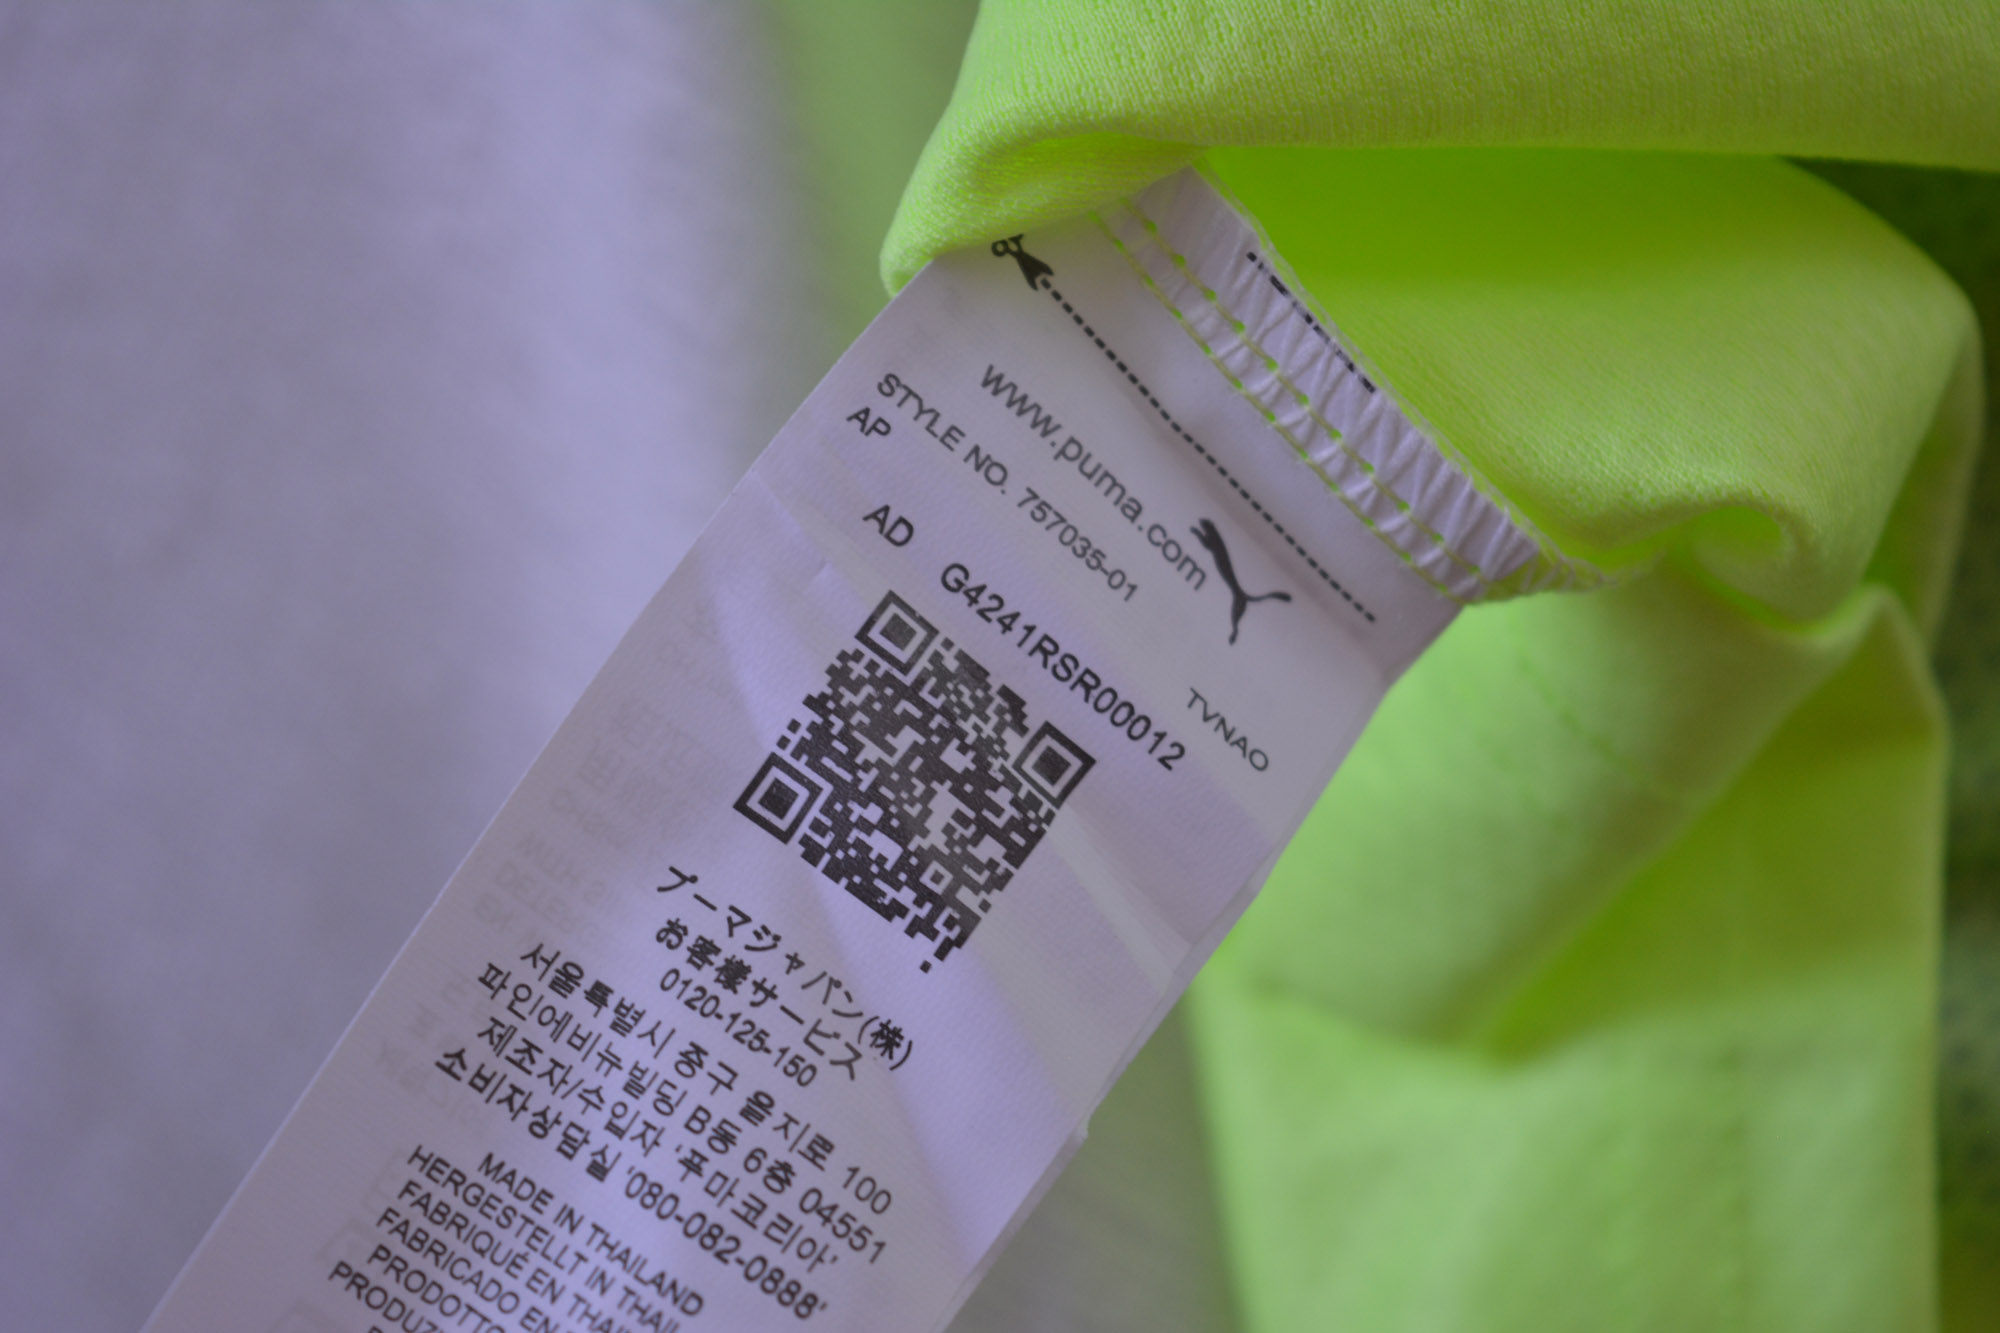 www.puma.com
STYLE NO. 757035-01
AP
TVNAO
AD G4241RSR00012
プーマジャパン(株)
お客様サービス
0120-125-150
서울특별시 중구 을지로 100
파인에비뉴빌딩 B동 6층 04551
제조자/수입자 '푸마코리아'
소비자상담실 '080-082-0888'
MADE IN THAILAND
HERGESTELLT IN THAIL
FABRIQUÉ EN THAI
FABRICADO EN
PRODOTTO
PRODUZ